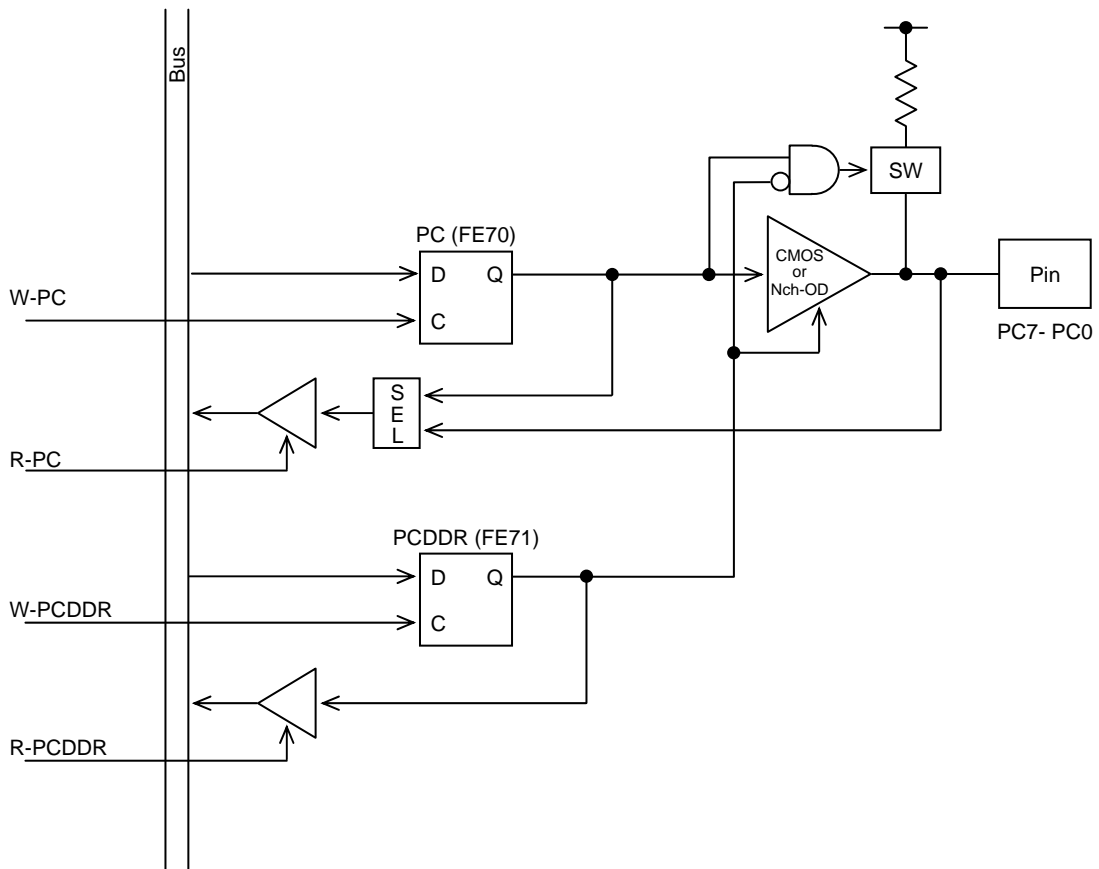 Bus
SW
PC (FE70)
D Q
C
CMOS
or
Nch-OD
Pin
PC7- PC0
W-PC
S
E
L
R-PC
PCDDR (FE71)
D Q
C
W-PCDDR
R-PCDDR